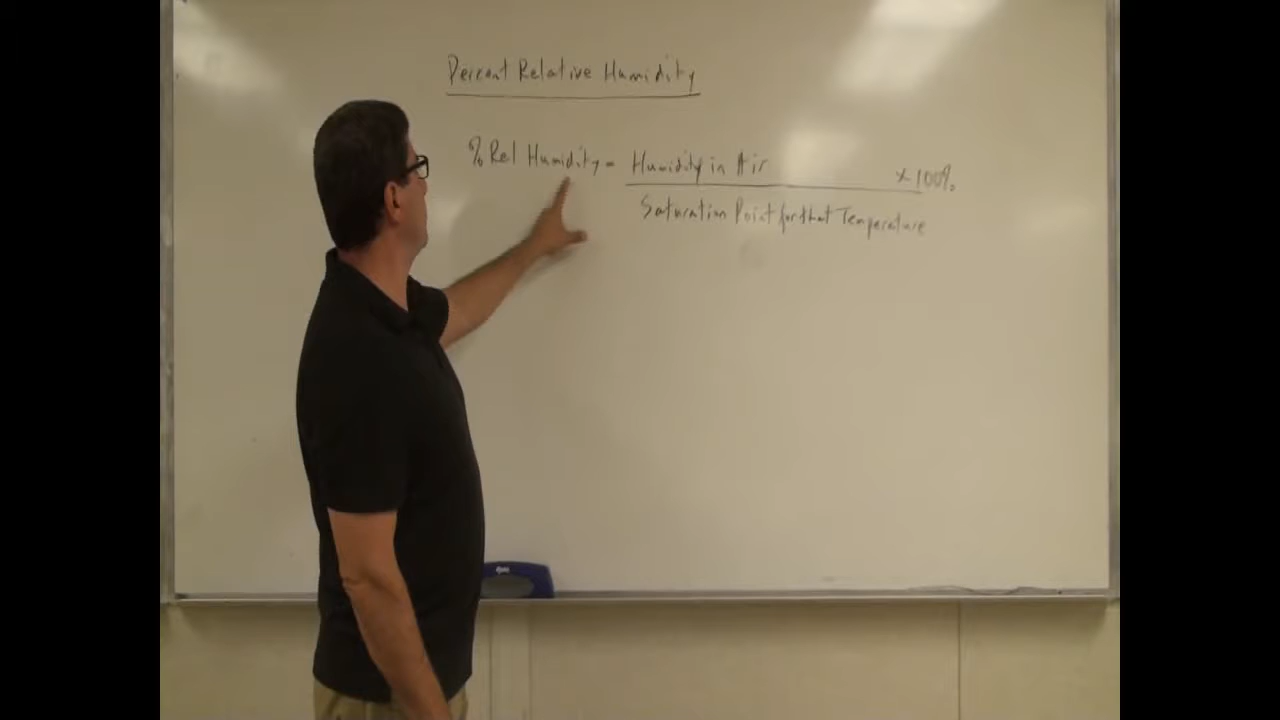 Percent Relative Humidity
% Rel Humidity = Humidity in Air x 100%
Saturation Point for that Temperature